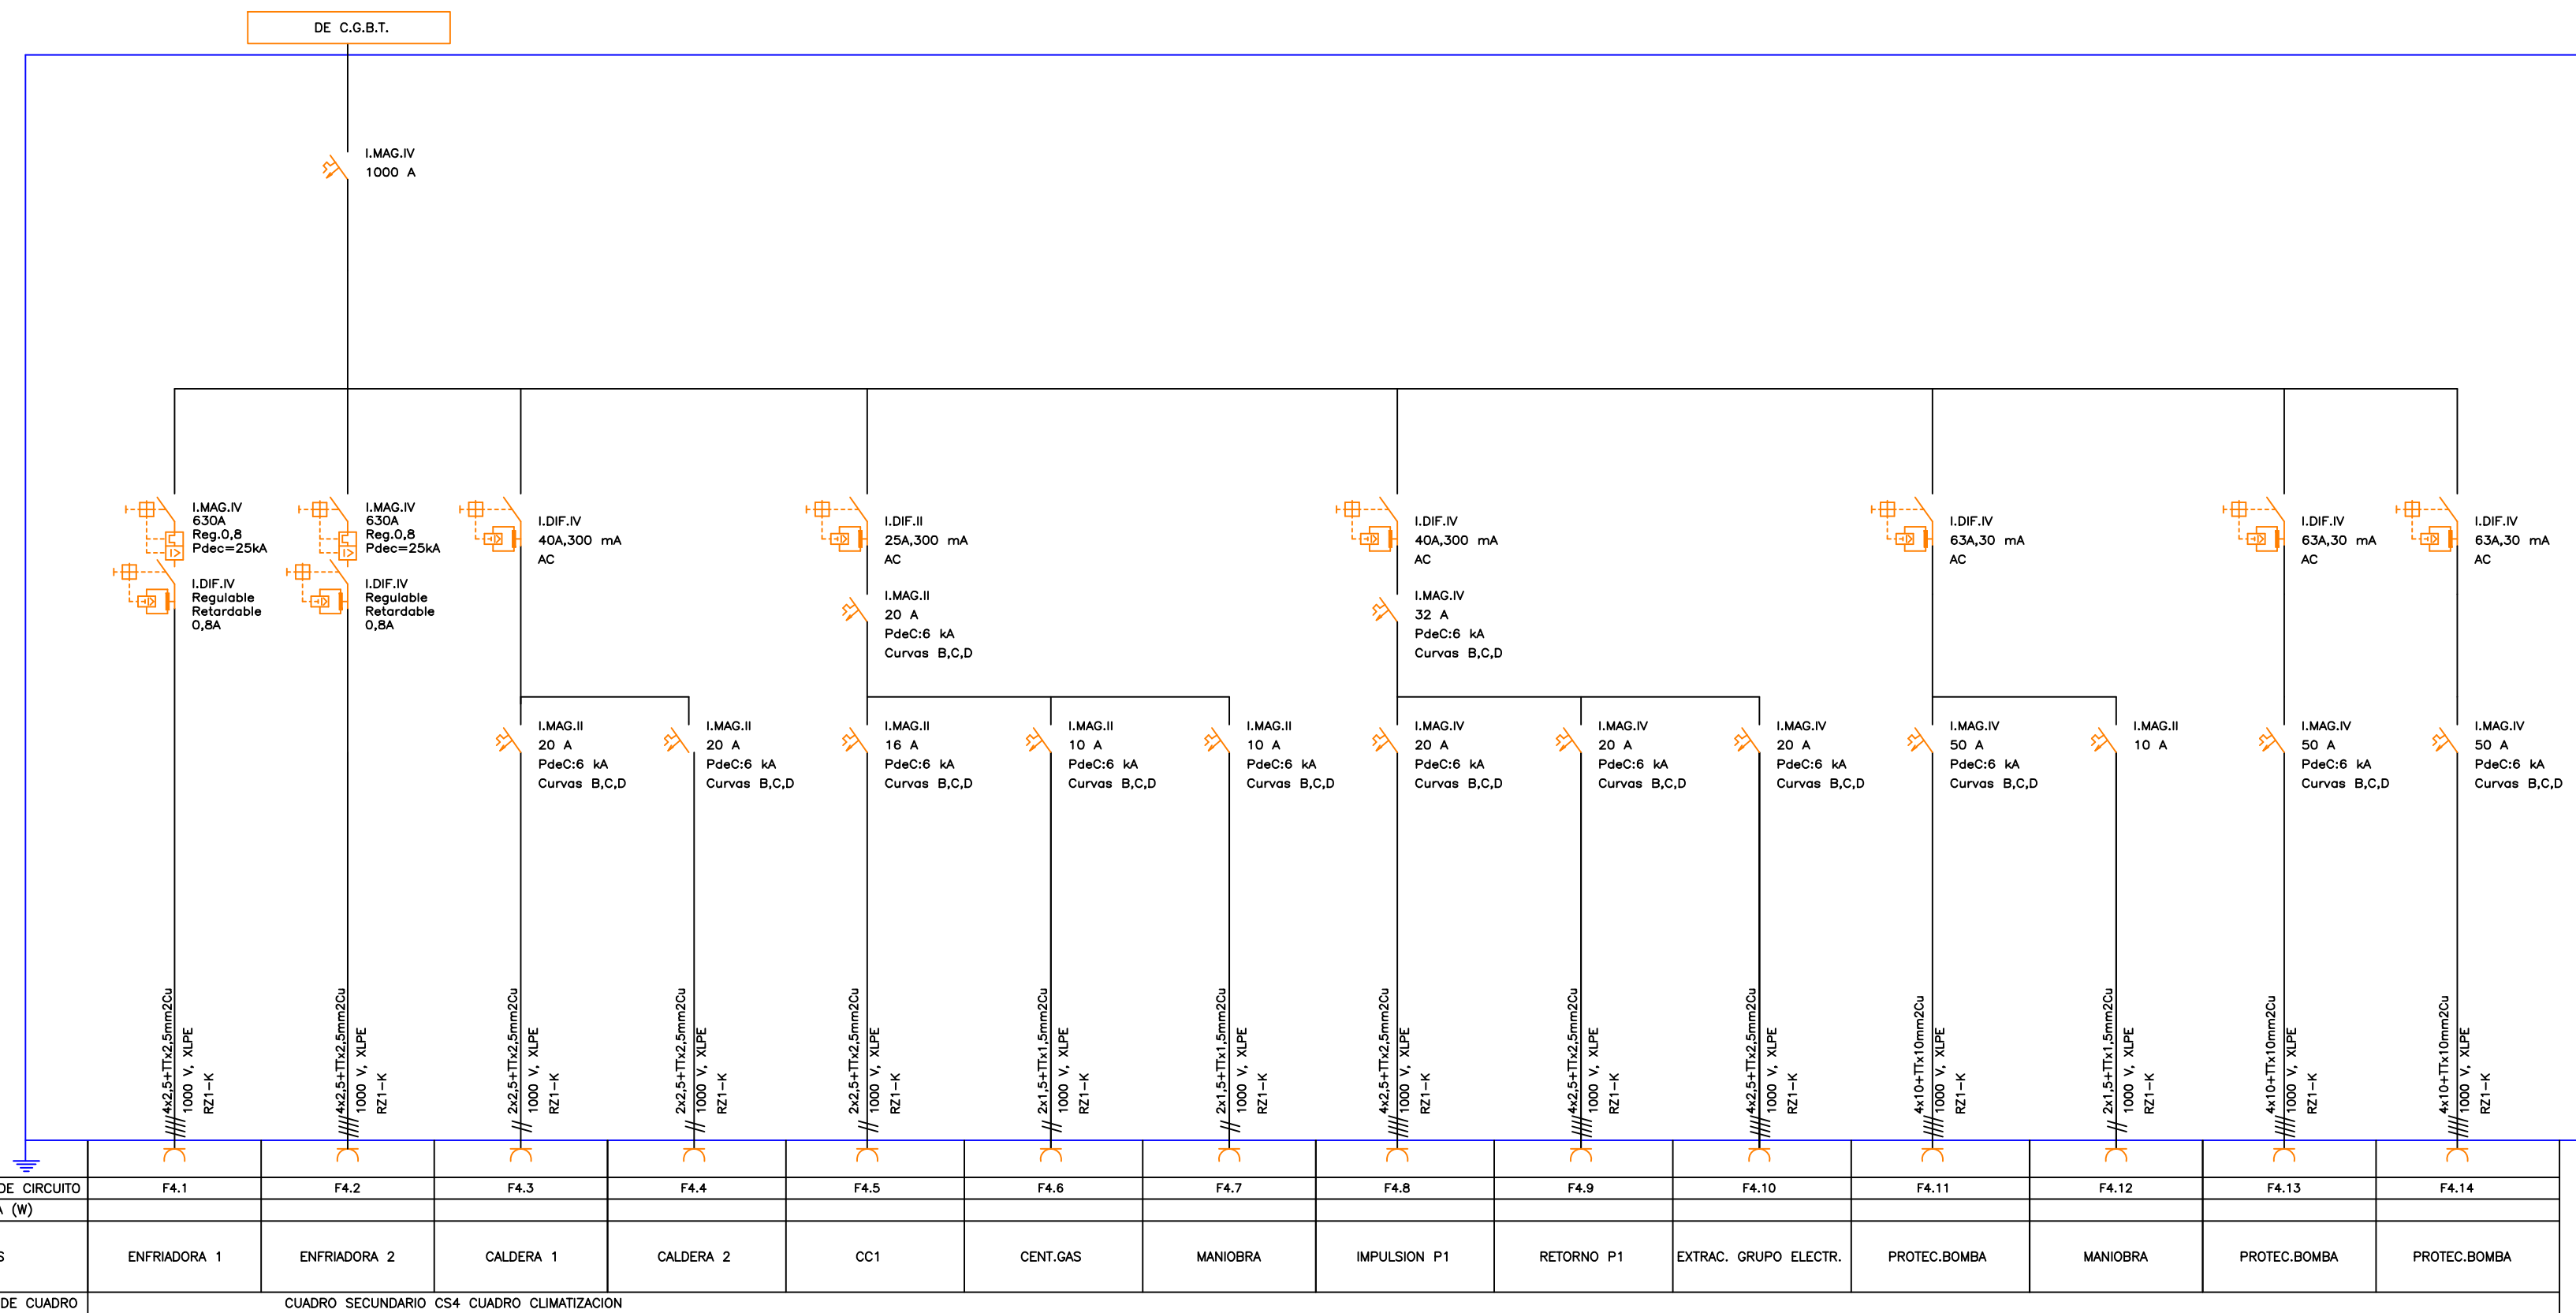 DE C.G.B.T.
I.MAG.IV
1000 A
I.MAG.IV
630A
Reg.0,8
Pdec=25kA
I.DIF.IV
Regulable
Retardable
0,8A
I.MAG.IV
630A
Reg.0,8
Pdec=25kA
I.DIF.IV
Regulable
Retardable
0,8A
I.DIF.IV
40A,300 mA
AC
I.DIF.II
25A,300 mA
AC
I.MAG.II
20 A
PdeC:6 kA
Curvas B,C,D
I.DIF.IV
40A,300 mA
AC
I.MAG.IV
32 A
PdeC:6 kA
Curvas B,C,D
I.DIF.IV
63A,30 mA
AC
I.DIF.IV
63A,30 mA
AC
I.DIF.IV
63A,30 mA
AC
I.MAG.II
20 A
PdeC:6 kA
Curvas B,C,D
I.MAG.II
20 A
PdeC:6 kA
Curvas B,C,D
I.MAG.II
16 A
PdeC:6 kA
Curvas B,C,D
I.MAG.II
10 A
PdeC:6 kA
Curvas B,C,D
I.MAG.II
10 A
PdeC:6 kA
Curvas B,C,D
I.MAG.IV
20 A
PdeC:6 kA
Curvas B,C,D
I.MAG.IV
20 A
PdeC:6 kA
Curvas B,C,D
I.MAG.IV
20 A
PdeC:6 kA
Curvas B,C,D
I.MAG.IV
50 A
PdeC:6 kA
Curvas B,C,D
I.MAG.II
10 A
I.MAG.IV
50 A
PdeC:6 kA
Curvas B,C,D
I.MAG.IV
50 A
PdeC:6 kA
Curvas B,C,D
4x2,5+TTx2,5mm2Cu
1000 V, XLPE
RZ1-K
4x2,5+TTx2,5mm2Cu
1000 V, XLPE
RZ1-K
2x2,5+TTx2,5mm2Cu
1000 V, XLPE
RZ1-K
2x2,5+TTx2,5mm2Cu
1000 V, XLPE
RZ1-K
2x2,5+TTx2,5mm2Cu
1000 V, XLPE
RZ1-K
2x1,5+TTx1,5mm2Cu
1000 V, XLPE
RZ1-K
2x1,5+TTx1,5mm2Cu
1000 V, XLPE
RZ1-K
4x2,5+TTx2,5mm2Cu
1000 V, XLPE
RZ1-K
4x2,5+TTx2,5mm2Cu
1000 V, XLPE
RZ1-K
4x2,5+TTx2,5mm2Cu
1000 V, XLPE
RZ1-K
4x10+TTx10mm2Cu
1000 V, XLPE
RZ1-K
2x1,5+TTx1,5mm2Cu
1000 V, XLPE
RZ1-K
4x10+TTx10mm2Cu
1000 V, XLPE
RZ1-K
4x10+TTx10mm2Cu
1000 V, XLPE
RZ1-K
DE CIRCUITO F4.1 F4.2 F4.3 F4.4 F4.5 F4.6 F4.7 F4.8 F4.9 F4.10 F4.11 F4.12 F4.13 F4.14
A (W)
S ENFRIADORA 1 ENFRIADORA 2 CALDERA 1 CALDERA 2 CC1 CENT.GAS MANIOBRA IMPULSION P1 RETORNO P1 EXTRAC. GRUPO ELECTR. PROTEC.BOMBA MANIOBRA PROTEC.BOMBA PROTEC.BOMBA
DE CUADRO CUADRO SECUNDARIO CS4 CUADRO CLIMATIZACION